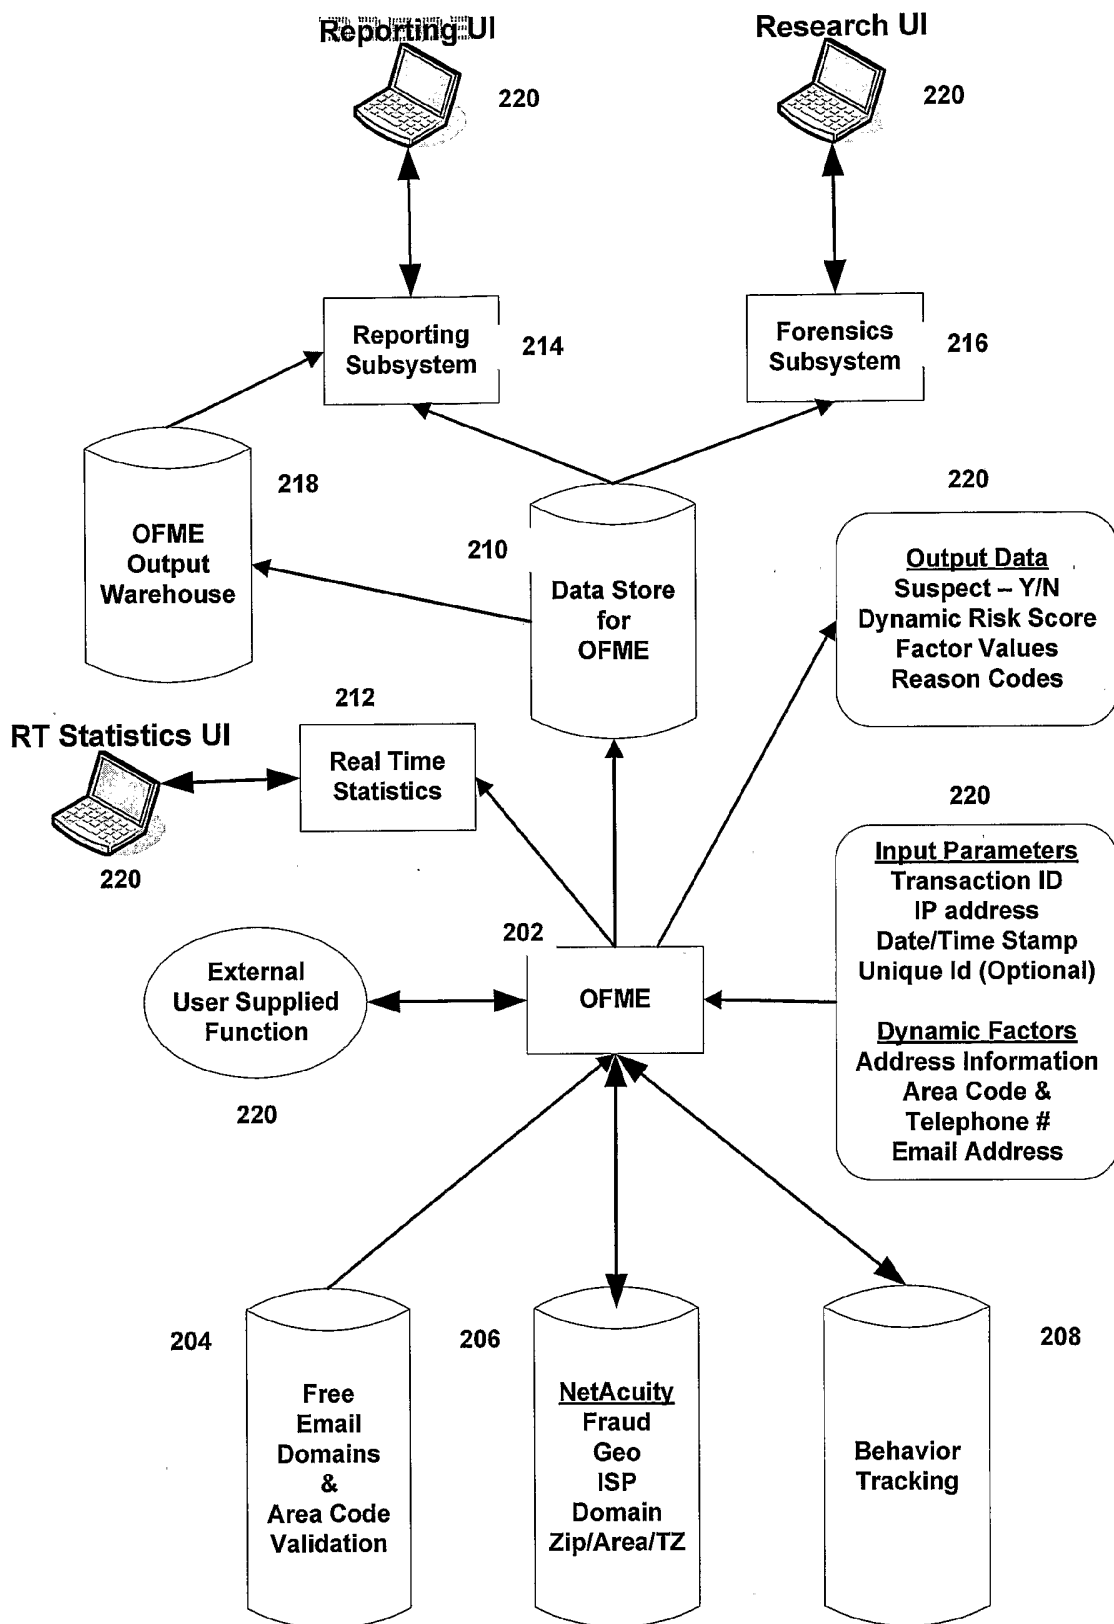 Reporting UI
Research UI
220
220
Reporting
Subsystem
214
Forensics
Subsystem
216
218
OFME
Output
Warehouse
210
Data Store
for
OFME
220
Output Data
Suspect – Y/N
Dynamic Risk Score
Factor Values
Reason Codes
212
RT Statistics UI
Real Time
Statistics
220
220
Input Parameters
Transaction ID
IP address
Date/Time Stamp
Unique Id (Optional)
Dynamic Factors
Address Information
Area Code &
Telephone #
Email Address
202
OFME
External
User Supplied
Function
220
204
Free
Email
Domains
&
Area Code
Validation
206
NetAcuity
Fraud
Geo
ISP
Domain
Zip/Area/TZ
208
Behavior
Tracking